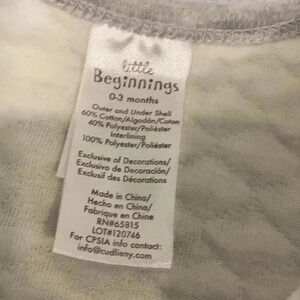 little
Beginnings
0-3 months
Outer and Under Shell
60% Cotton/Algodón/Coton
40% Polyester/Poliéster
Interlining
100% Polyester/Poliéster
Exclusive of Decorations/
Exclusivo de Decoración/
Exclusif des Décorations
Made in China/
Hecho en China/
Fabrique en Chine
RN#65815
LOT#120746
For CPSIA info contact:
info@cudlieny.com